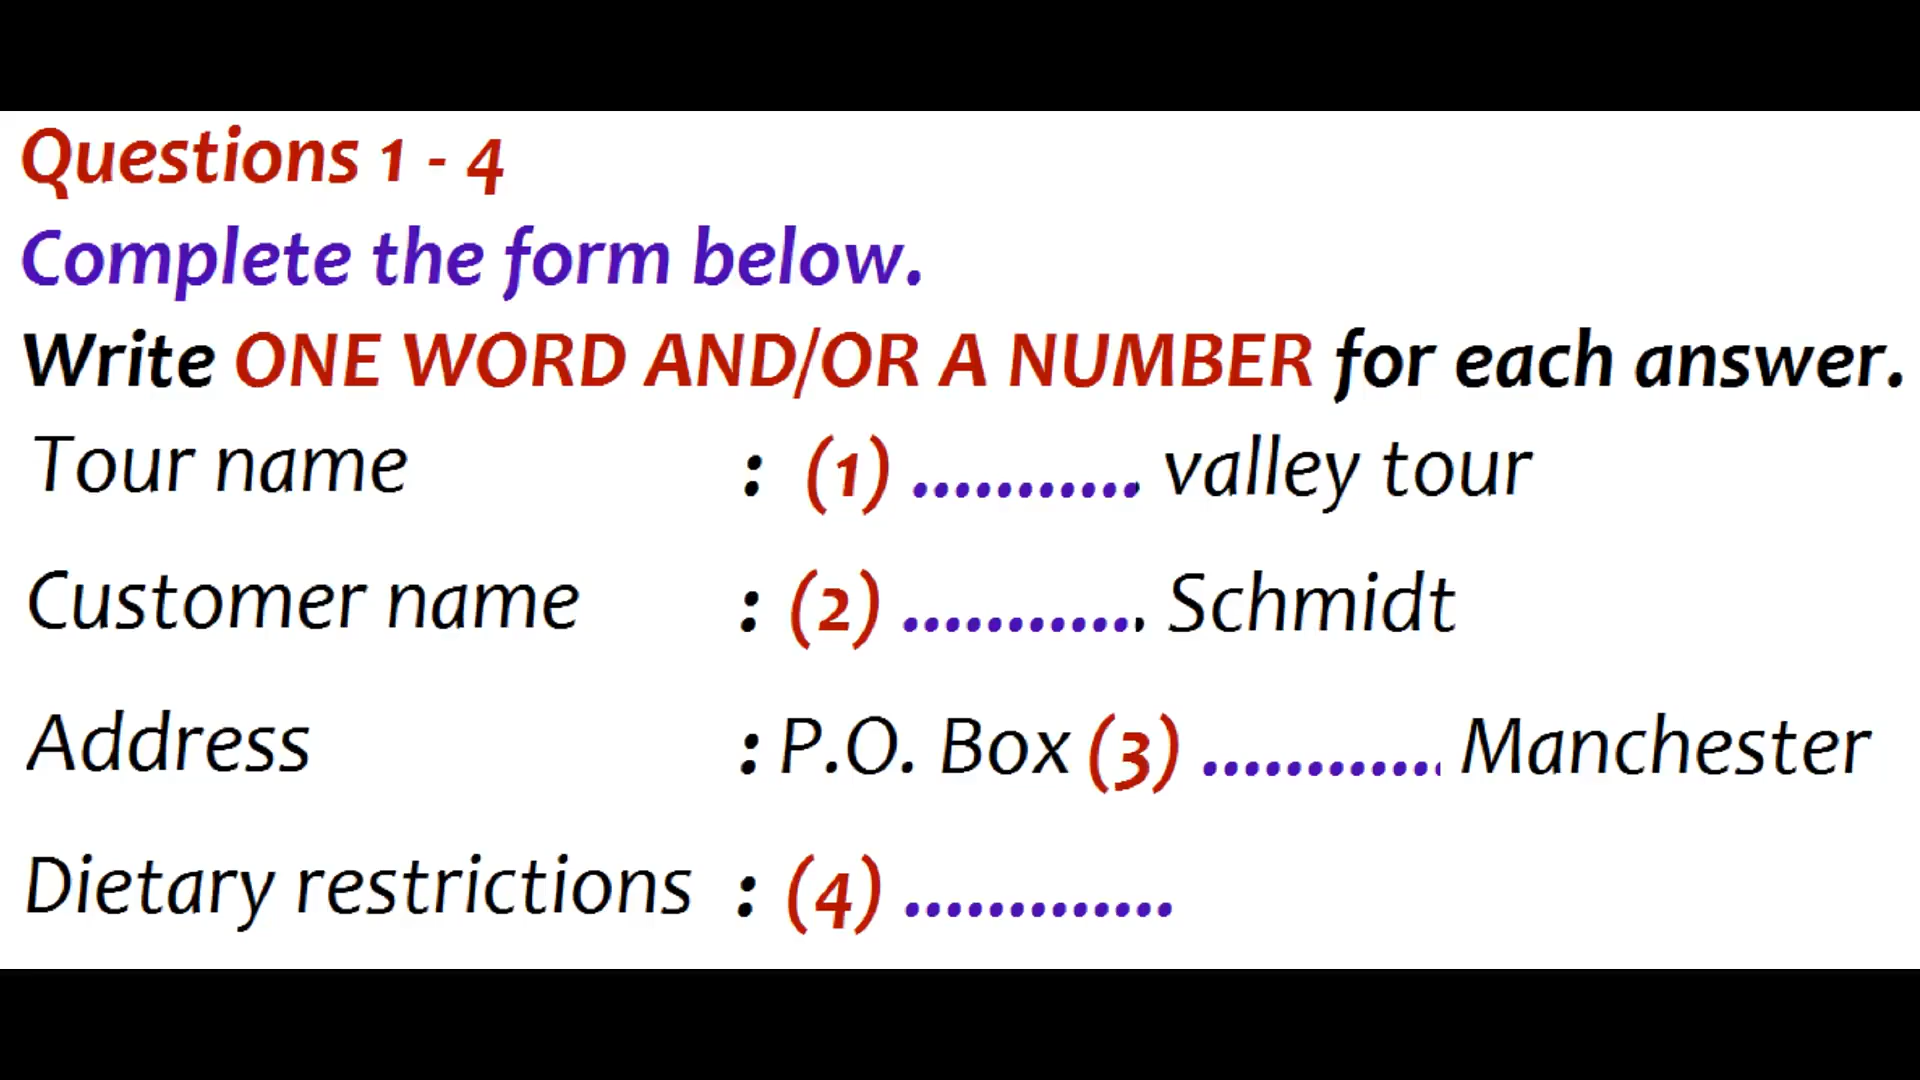 Questions 1 - 4
Complete the form below.
Write ONE WORD AND/OR A NUMBER for each answer.
Tour name : (1) ........... valley tour
Customer name : (2) ............ Schmidt
Address : P.O. Box (3) ............ Manchester
Dietary restrictions : (4) .............